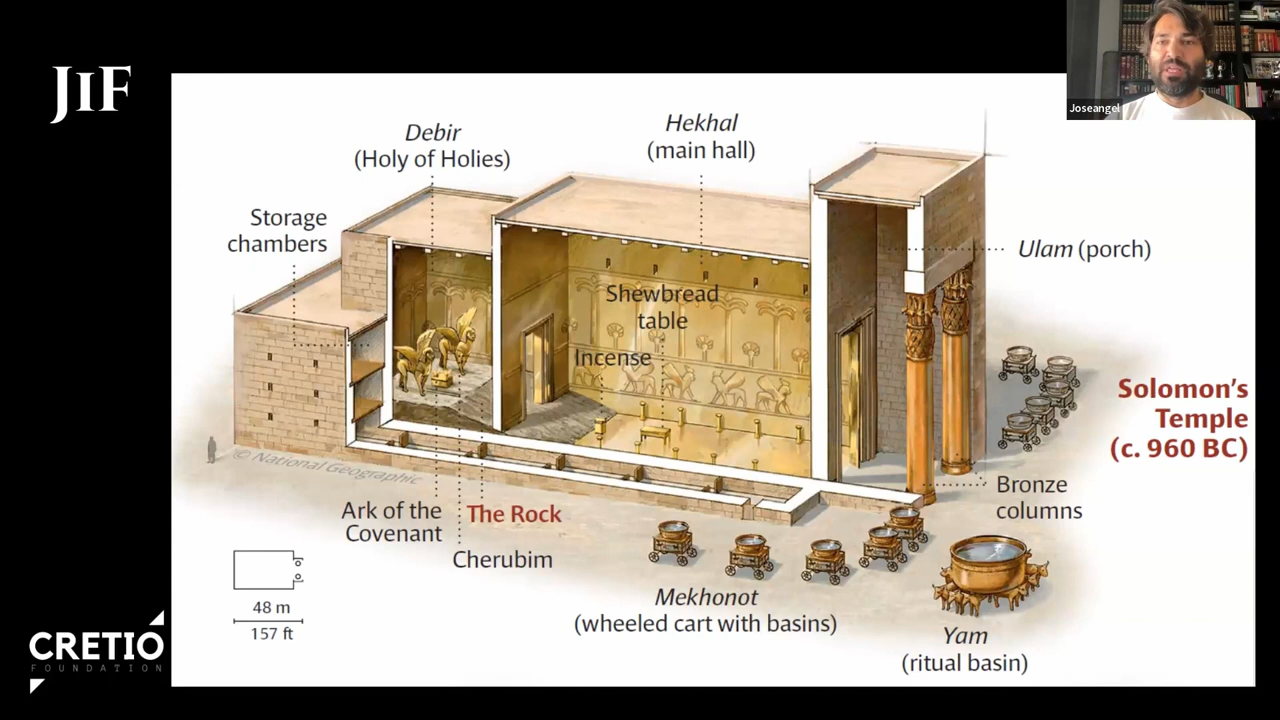 JIF
Joseangel
Debir
(Holy of Holies)
Hekhal
(main hall)
Storage
chambers
Ulam (porch)
Shewbread
table
Incense
Solomon's
Temple
(c. 960 BC)
© National Geographic
Bronze
columns
Ark of the
Covenant
The Rock
Cherubim
Mekhonot
(wheeled cart with basins)
Yam
(ritual basin)
48 m
157 ft
CRETIO
FOUNDATION